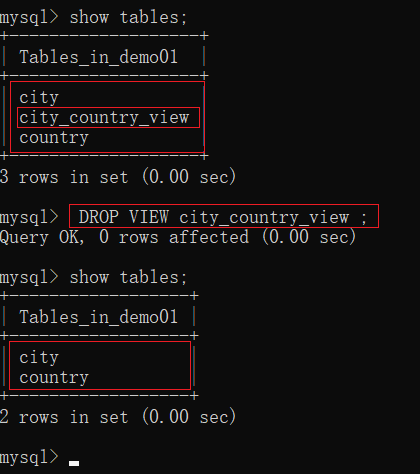 mysql> show tables;
+-------------------+
| Tables_in_demo01  |
+-------------------+
| city              |
| city_country_view |
| country           |
+-------------------+
3 rows in set (0.00 sec)
mysql> DROP VIEW city_country_view ;
Query OK, 0 rows affected (0.00 sec)
mysql> show tables;
+------------------+
| Tables_in_demo01 |
+------------------+
| city             |
| country          |
+------------------+
2 rows in set (0.00 sec)
mysql>